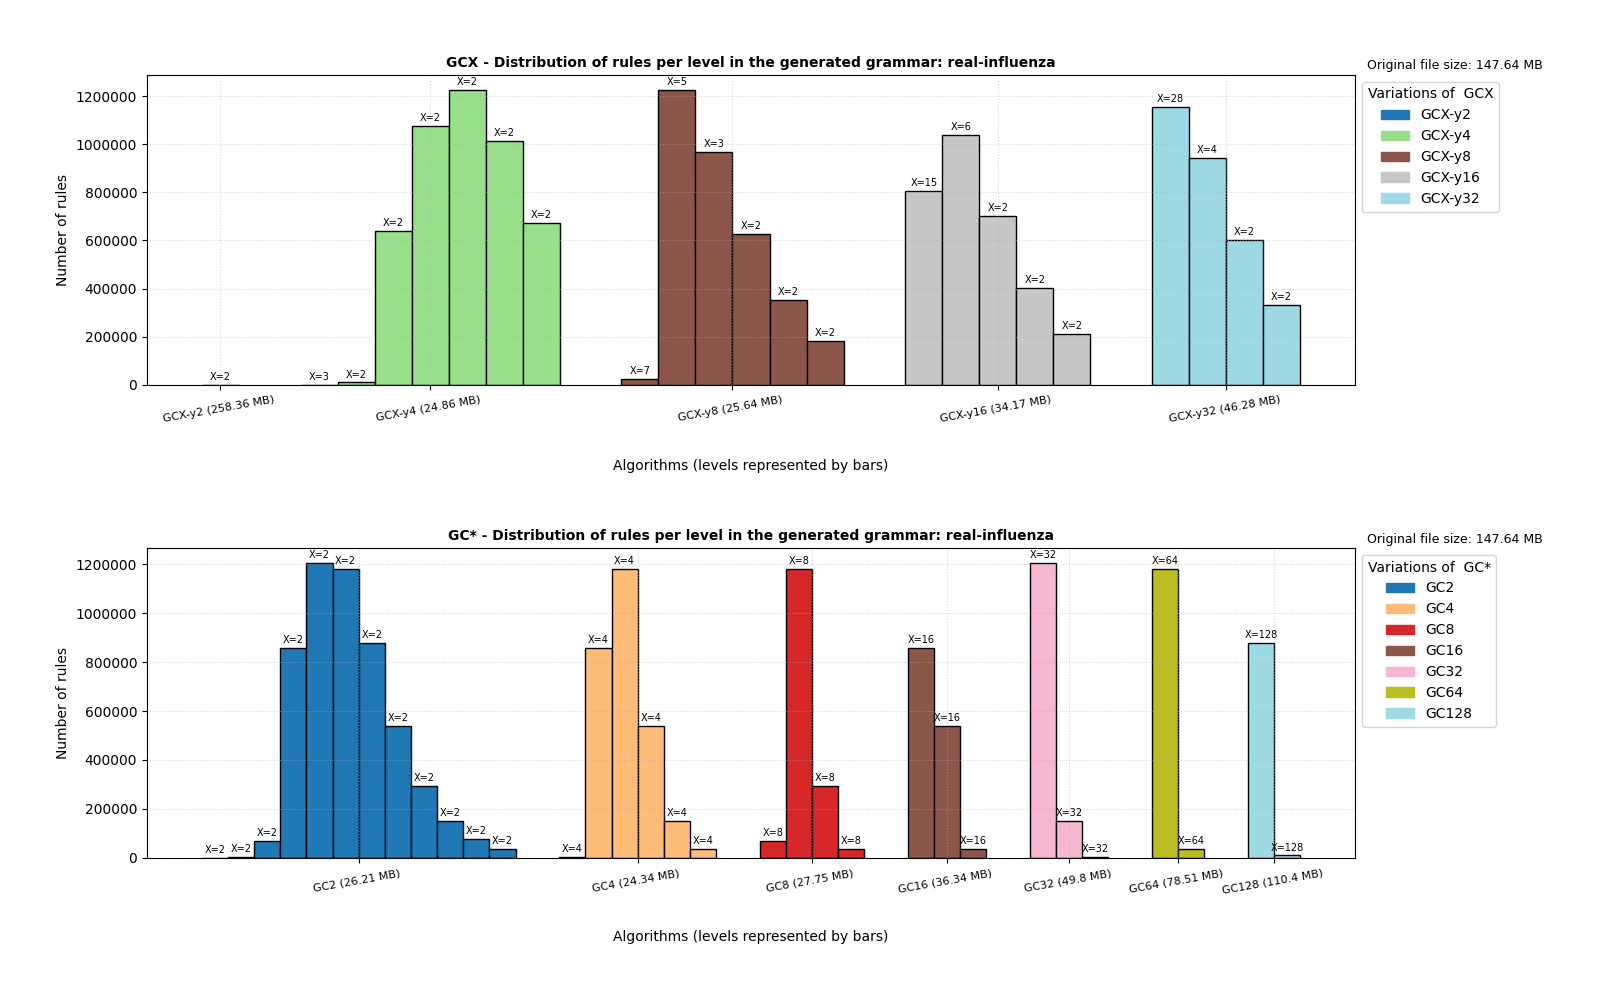 GCX - Distribution of rules per level in the generated grammar: real-influenza
Original file size: 147.64 MB
Variations of  GCX
GCX-y2
GCX-y4
GCX-y8
GCX-y16
GCX-y32
Number of rules
1200000
1000000
800000
600000
400000
200000
0
X=2
X=3
X=2
X=2
X=2
X=2
X=2
X=2
X=7
X=5
X=3
X=2
X=2
X=2
X=15
X=6
X=2
X=2
X=2
X=28
X=4
X=2
X=2
GCX-y2 (258.36 MB)
GCX-y4 (24.86 MB)
GCX-y8 (25.64 MB)
GCX-y16 (34.17 MB)
GCX-y32 (46.28 MB)
Algorithms (levels represented by bars)
GC* - Distribution of rules per level in the generated grammar: real-influenza
Original file size: 147.64 MB
Variations of  GC*
GC2
GC4
GC8
GC16
GC32
GC64
GC128
Number of rules
1200000
1000000
800000
600000
400000
200000
0
X=2
X=2
X=2
X=2
X=2
X=2
X=2
X=2
X=2
X=2
X=2
X=2
X=4
X=4
X=4
X=4
X=4
X=4
X=8
X=8
X=8
X=8
X=16
X=16
X=16
X=32
X=32
X=32
X=64
X=64
X=128
X=128
GC2 (26.21 MB)
GC4 (24.34 MB)
GC8 (27.75 MB)
GC16 (36.34 MB)
GC32 (49.8 MB)
GC64 (78.51 MB)
GC128 (110.4 MB)
Algorithms (levels represented by bars)